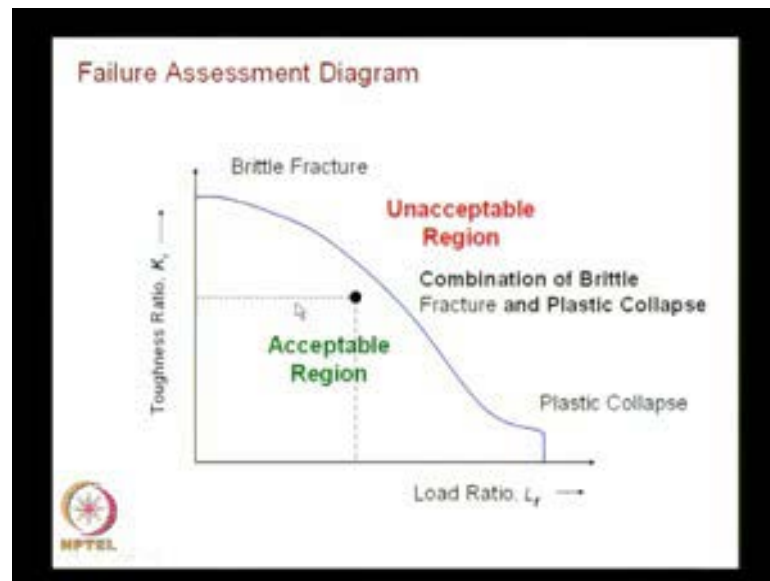 Failure Assessment Diagram
Brittle Fracture
Unacceptable
Region
Combination of Brittle
Fracture and Plastic Collapse
Acceptable
Region
Plastic Collapse
Toughness Ratio, Kr
Load Ratio, Lr
NPTEL